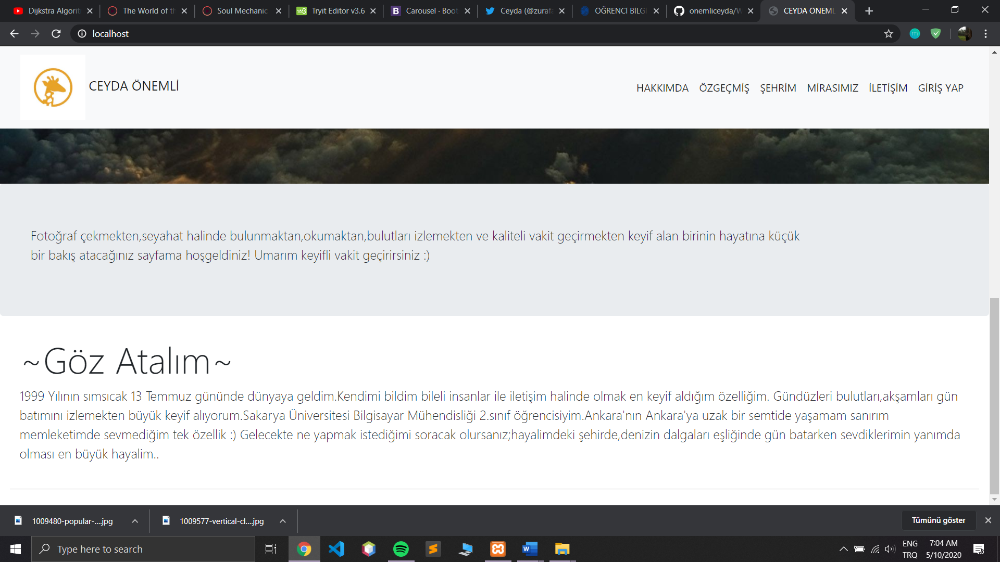 Dijkstra Algorit
The World of th
Soul Mechanic
Tryit Editor v3.6
Carousel · Boot
Ceyda (@zurafa
ÖĞRENCİ BİLGİ
onemliceyda/W
CEYDA ÖNEML
localhost
CEYDA ÖNEMLİ
HAKKIMDA ÖZGEÇMİŞ ŞEHRİM MİRASIMIZ İLETİŞİM GİRİŞ YAP
Fotoğraf çekmekten,seyahat halinde bulunmaktan,okumaktan,bulutları izlemekten ve kaliteli vakit geçirmekten keyif alan birinin hayatına küçük
bir bakış atacağınız sayfama hoşgeldiniz! Umarım keyifli vakit geçirirsiniz :)
~Göz Atalım~
1999 Yılının sımsıcak 13 Temmuz gününde dünyaya geldim.Kendimi bildim bileli insanlar ile iletişim halinde olmak en keyif aldığım özelliğim. Gündüzleri bulutları,akşamları gün
batımını izlemekten büyük keyif alıyorum.Sakarya Üniversitesi Bilgisayar Mühendisliği 2.sınıf öğrencisiyim.Ankara'nın Ankara'ya uzak bir semtide yaşamam sanırım
memleketimde sevmediğim tek özellik :) Gelecekte ne yapmak istediğimi soracak olursanız;hayalimdeki şehirde,denizin dalgaları eşliğinde gün batarken sevdiklerimin yanımda
olması en büyük hayalim..
1009480-popular-....jpg
1009577-vertical-cl....jpg
Tümünü göster
Type here to search
ENG
TRQ
7:04 AM
5/10/2020